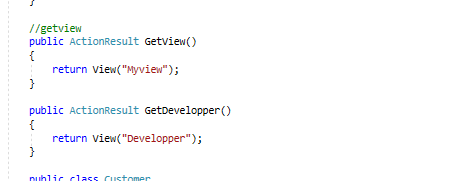 }
//getview
public ActionResult GetView()
{
return View("Myview");
}
public ActionResult GetDevelopper()
{
return View("Developper");
}
public class Customer